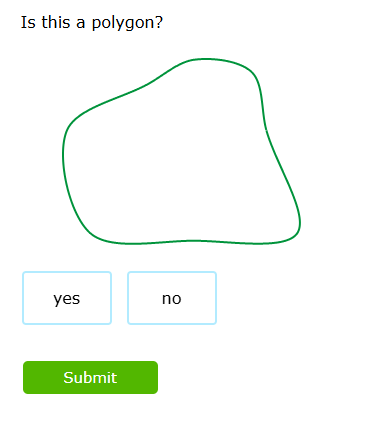 Is this a polygon?
yes
no
Submit